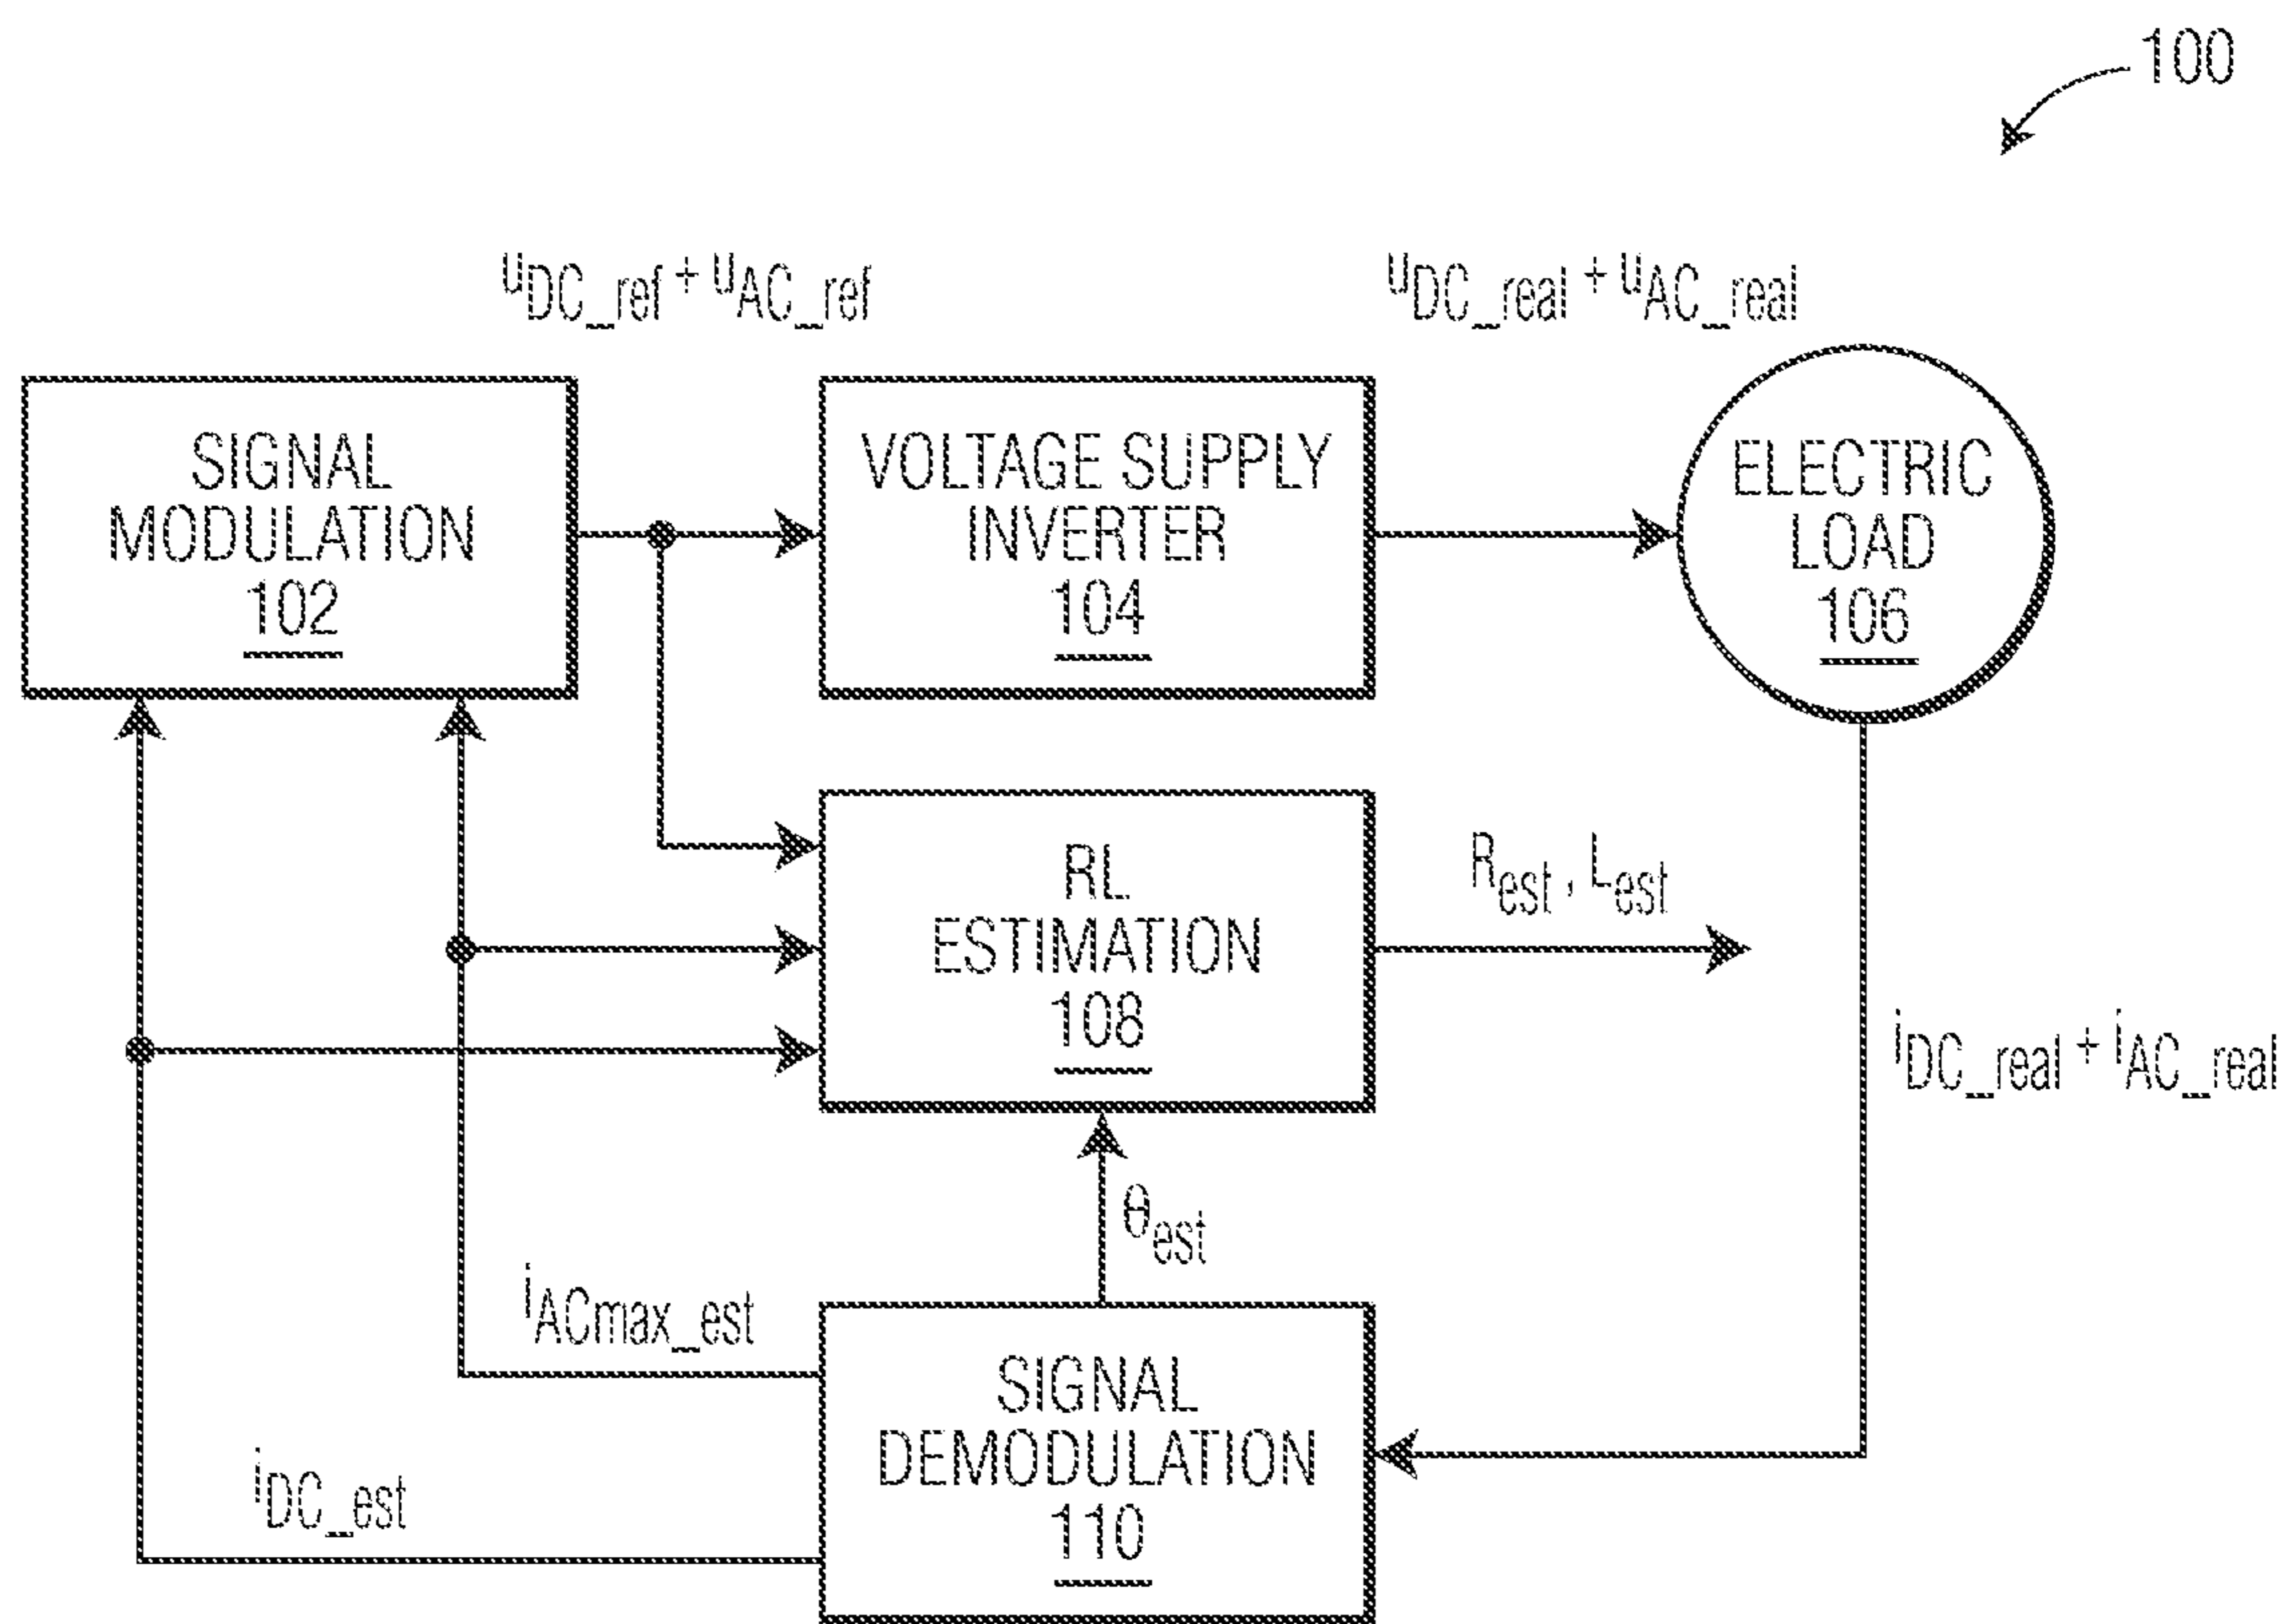 100
uDC_ref + uAC_ref
uDC_real + uAC_real
SIGNAL
MODULATION
102
VOLTAGE SUPPLY
INVERTER
104
ELECTRIC
LOAD
106
RL
ESTIMATION
108
Rest, Lest
iDC_real + iAC_real
θest
iACmax_est
iDC_est
SIGNAL
DEMODULATION
110